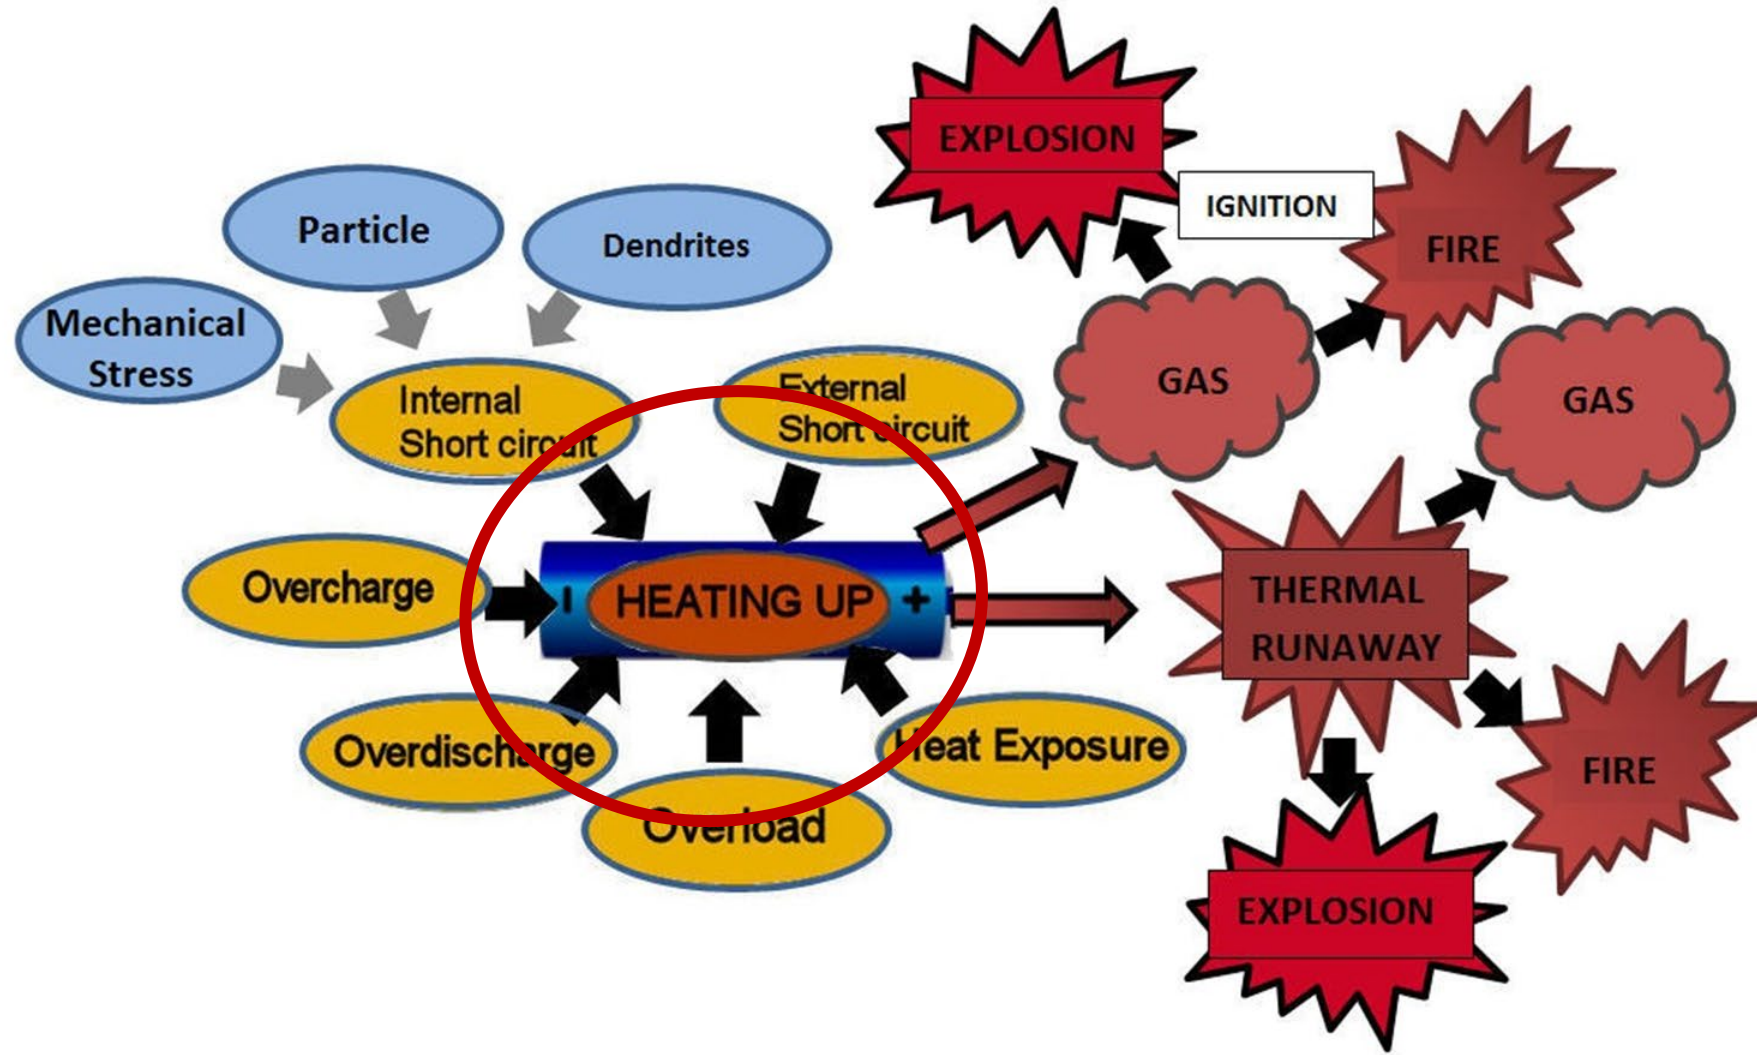 EXPLOSION
IGNITION
FIRE
Particle
Dendrites
Mechanical
Stress
Internal
Short circuit
External
Short circuit
GAS
GAS
Overcharge
- HEATING UP +
THERMAL
RUNAWAY
Overdischarge
Heat Exposure
Overload
FIRE
EXPLOSION